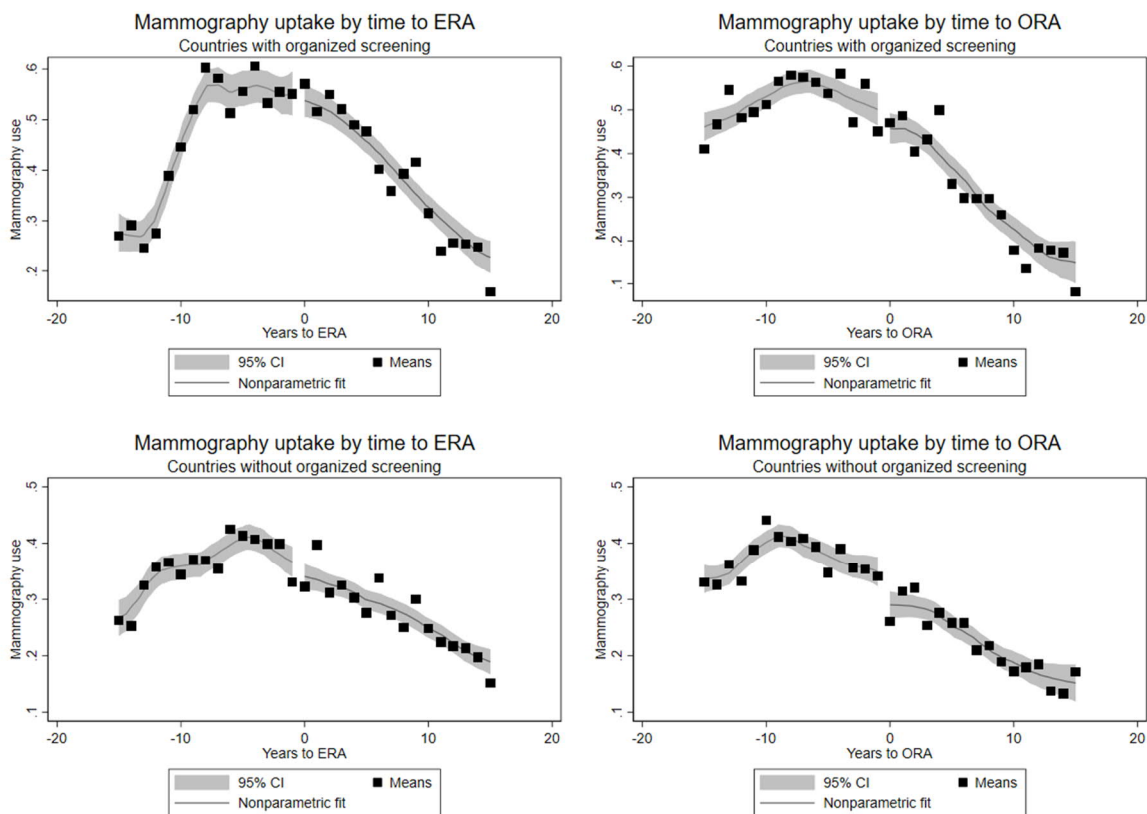 Mammography uptake by time to ERA
Countries with organized screening
Mammography use
.6
.5
.4
.3
.2
-20 -10 0 10 20
Years to ERA
95% CI Means
Nonparametric fit
Mammography uptake by time to ORA
Countries with organized screening
Mammography use
.6
.5
.4
.3
.2
.1
-20 -10 0 10 20
Years to ORA
95% CI Means
Nonparametric fit
Mammography uptake by time to ERA
Countries without organized screening
Mammography use
.5
.4
.3
.2
.1
-20 -10 0 10 20
Years to ERA
95% CI Means
Nonparametric fit
Mammography uptake by time to ORA
Countries without organized screening
Mammography use
.5
.4
.3
.2
.1
-20 -10 0 10 20
Years to ORA
95% CI Means
Nonparametric fit